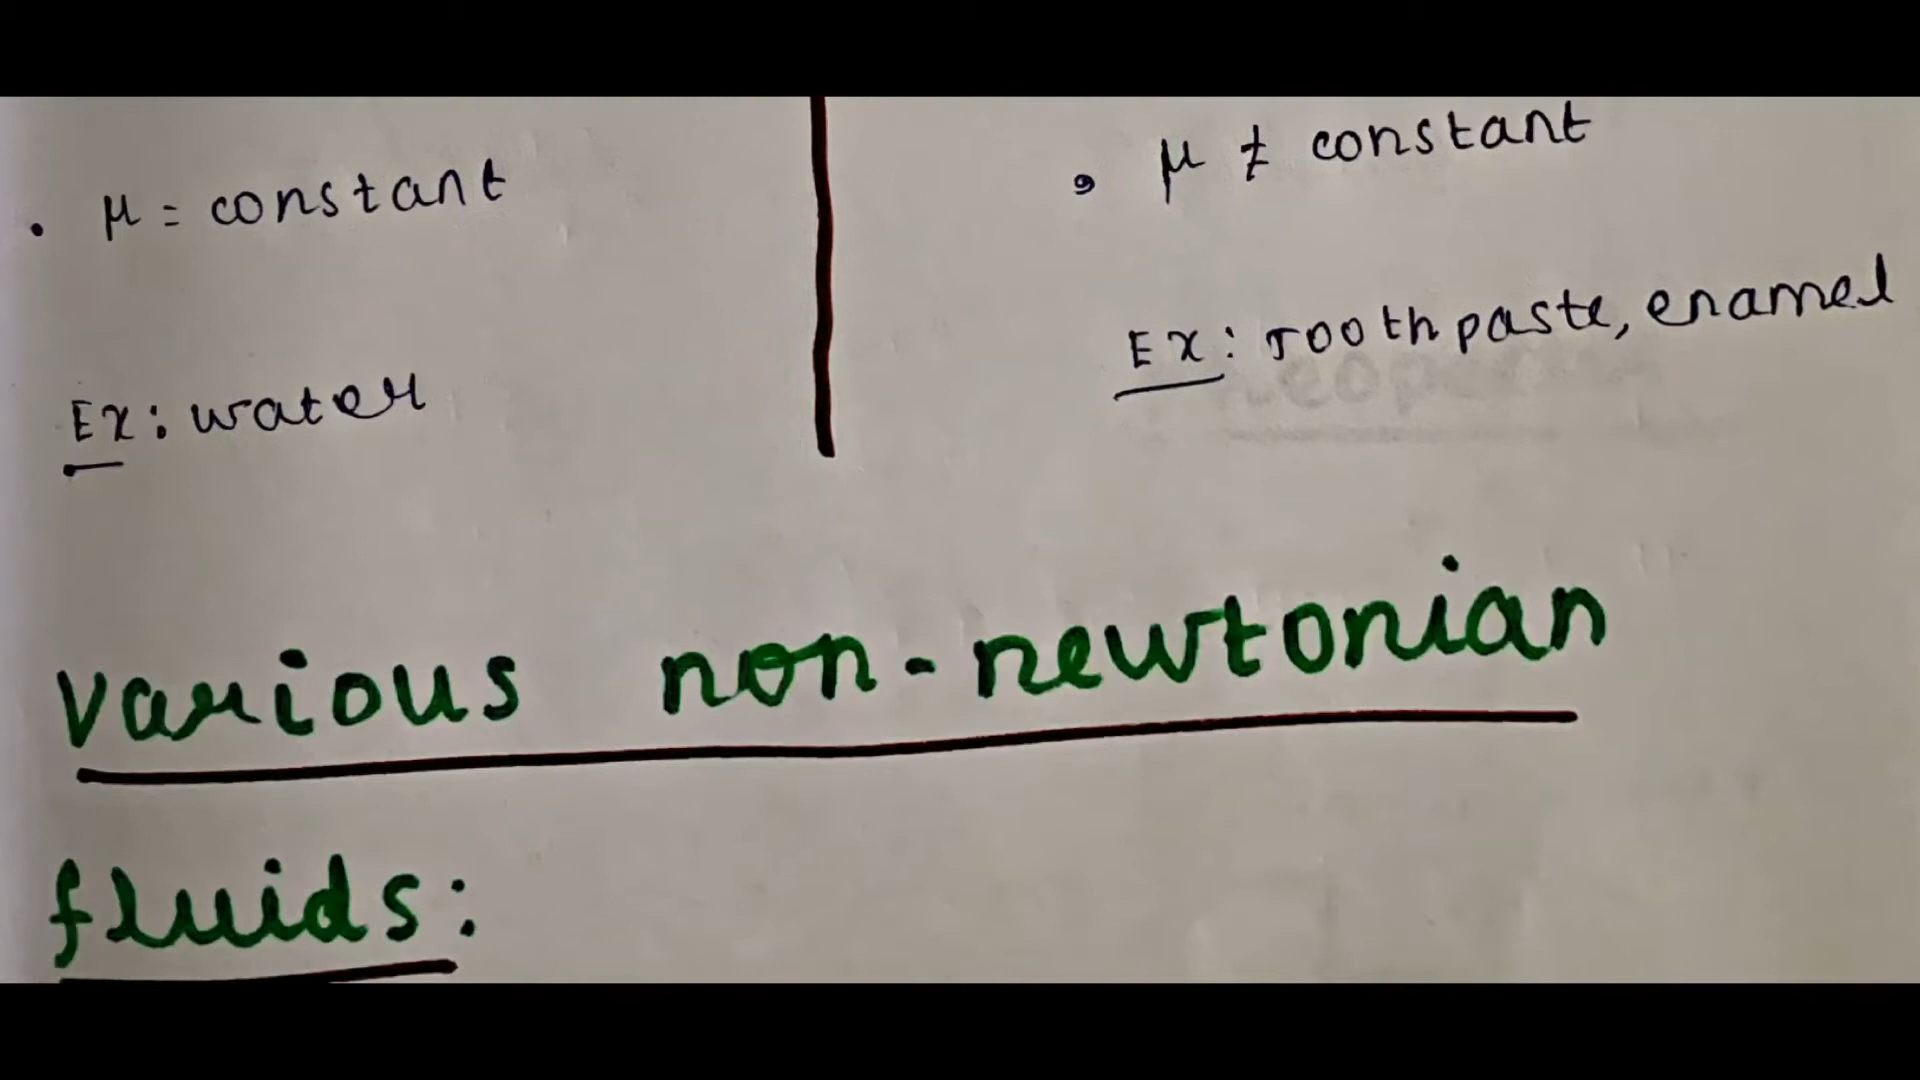 • μ = constant
Ex: water
• μ ≠ constant
Ex: Toothpaste, enamel
various non-newtonian
fluids: